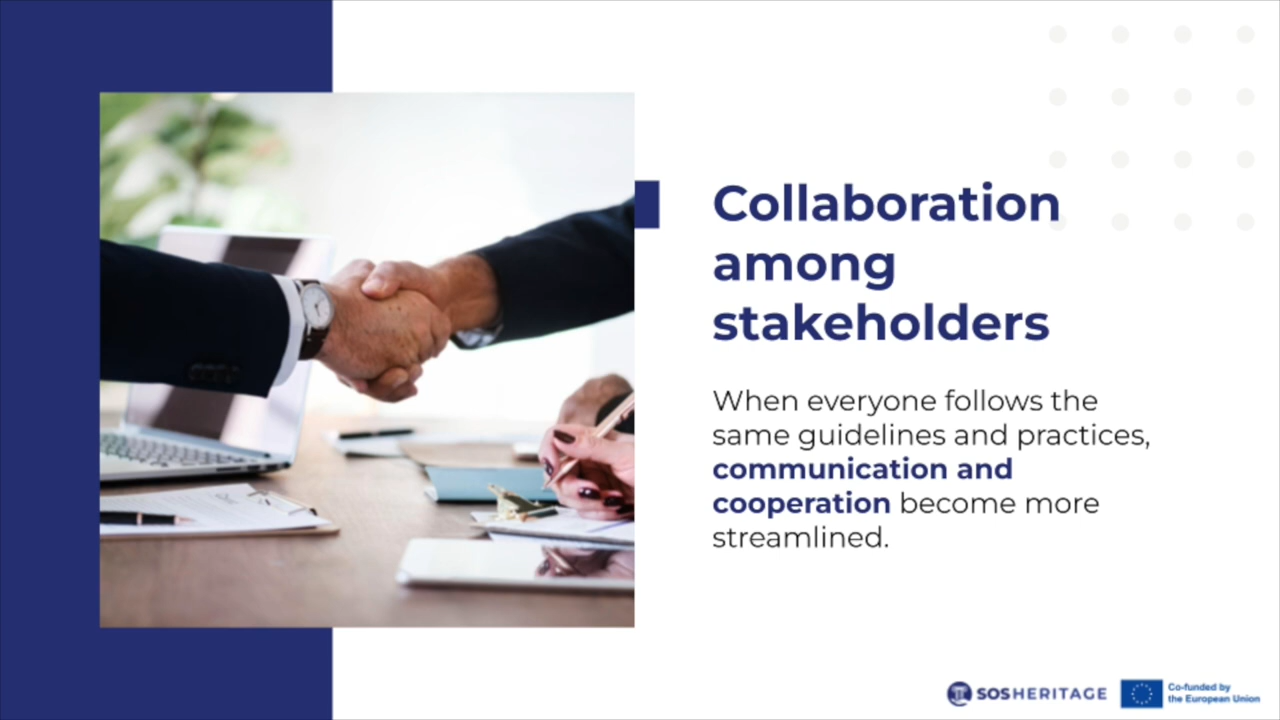 Collaboration
among
stakeholders
When everyone follows the
same guidelines and practices,
communication and
cooperation become more
streamlined.
SOSHERITAGE
Co-funded by
the European Union